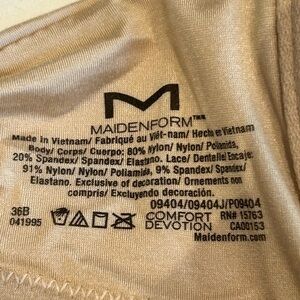 M
MAIDENFORM™
Made in Vietnam/ Fabriqué au Viêt-nam/ Hecho en Vietnam
Body/ Corps/ Cuerpo: 80% Nylon/ Nylon/ Poliamida,
20% Spandex/ Spandex/ Elastano. Lace/ Dentelle/ Encaje:
91% Nylon/ Nylon/ Poliamida, 9% Spandex/ Spandex/
Elastano. Exclusive of decoration/ Ornements non
compris/ Excluyendo decoración.
09404/09404J/P09404
36B
041995
COMFORT
DEVOTION
RN# 15763
CA00153
Maidenform.com